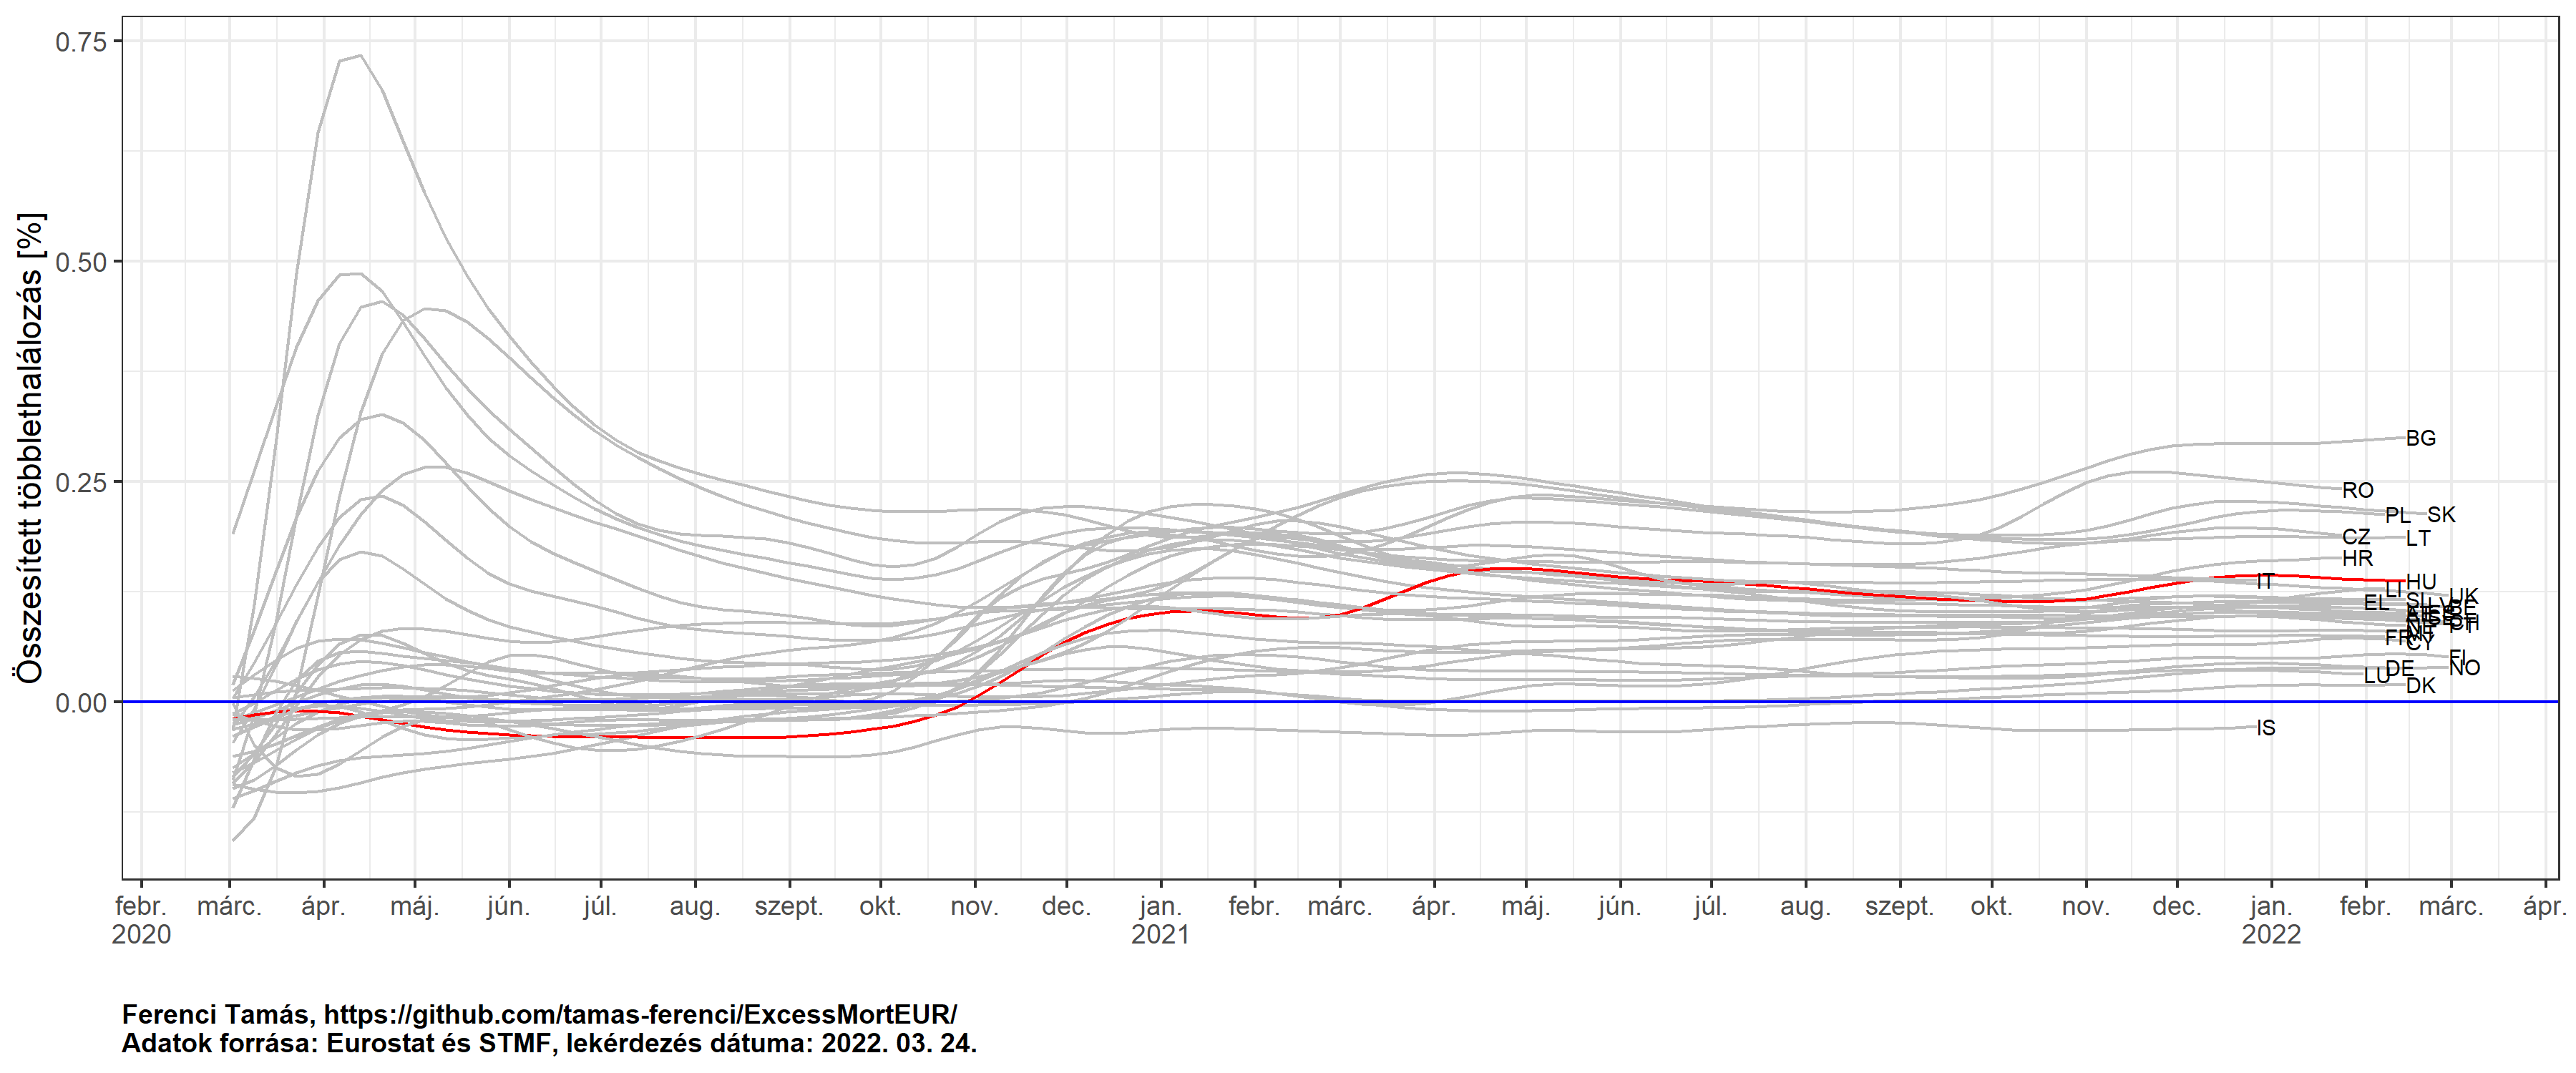 0.75
0.50
0.25
0.00
Összesített többlethalálozás [%]
BG
RO
PL SK
CZ LT
HR
IT HU
LI UK
EL SI LV
CH
FR CY
FI
LU DE NO
DK
IS
febr. márc. ápr. máj. jún. júl. aug. szept. okt. nov. dec. jan. febr. márc. ápr. máj. jún. júl. aug. szept. okt. nov. dec. jan. febr. márc. ápr.
2020 2021 2022
Ferenci Tamás, https://github.com/tamas-ferenci/ExcessMortEUR/
Adatok forrása: Eurostat és STMF, lekérdezés dátuma: 2022. 03. 24.